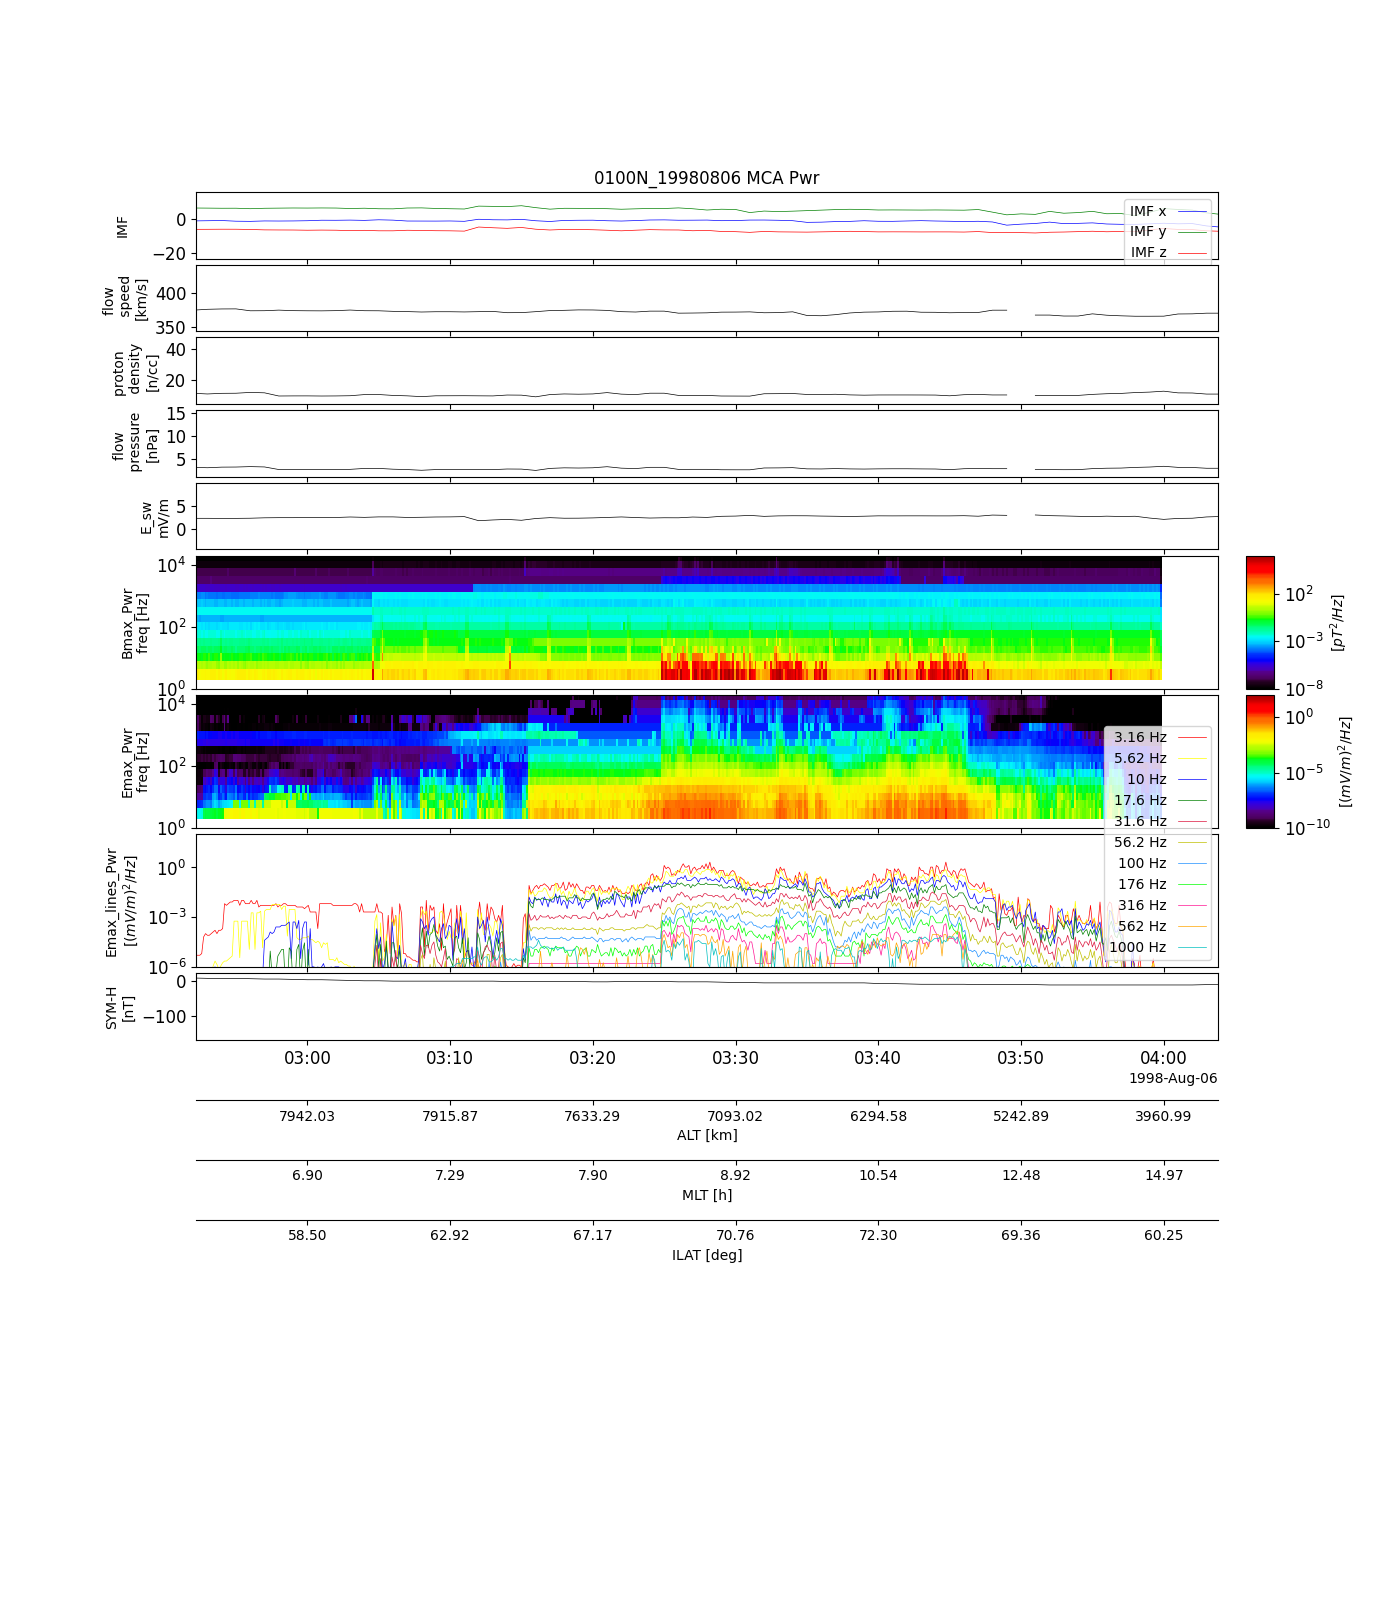 0100N_19980806 MCA Pwr
IMF
0
−20
IMF x
IMF y
IMF z
flow
speed
[km/s]
400
350
proton
density
[n/cc]
40
20
flow
pressure
[nPa]
15
10
5
E_sw
mV/m
5
0
Bmax_Pwr
freq [Hz]
10^4
10^2
10^0
10^2
10^−3
10^−8
[pT^2/Hz]
Emax_Pwr
freq [Hz]
10^4
10^2
10^0
10^0
10^−5
10^−10
[(mV/m)^2/Hz]
3.16 Hz
5.62 Hz
10 Hz
17.6 Hz
31.6 Hz
56.2 Hz
100 Hz
176 Hz
316 Hz
562 Hz
1000 Hz
Emax_lines_Pwr
[(mV/m)^2/Hz]
10^0
10^−3
10^−6
SYM-H
[nT]
0
−100
03:00 03:10 03:20 03:30 03:40 03:50 04:00
1998-Aug-06
7942.03 7915.87 7633.29 7093.02 6294.58 5242.89 3960.99
ALT [km]
6.90 7.29 7.90 8.92 10.54 12.48 14.97
MLT [h]
58.50 62.92 67.17 70.76 72.30 69.36 60.25
ILAT [deg]